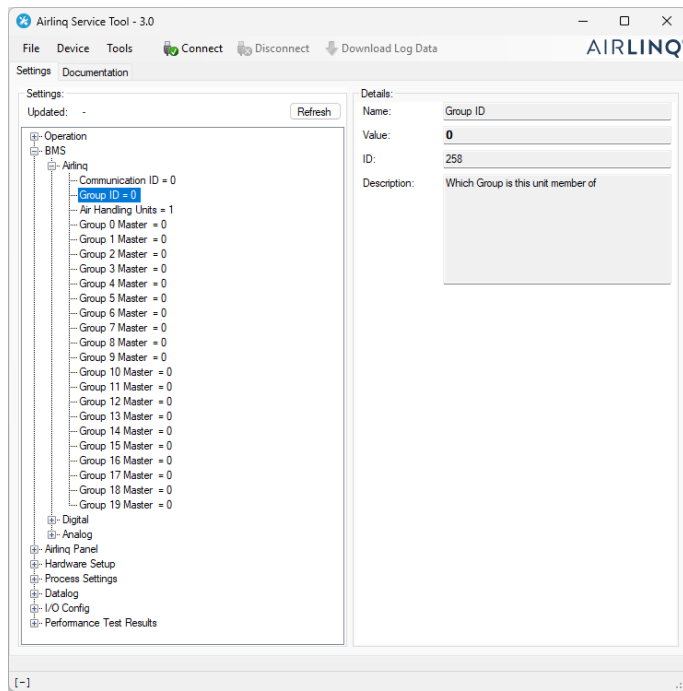 Airlinq Service Tool - 3.0
File Device Tools Connect Disconnect Download Log Data AIRLINQ
Settings Documentation
Settings:
Updated: - Refresh
Operation
BMS
Airlinq
Communication ID = 0
Group ID = 0
Air Handling Units = 1
Group 0 Master = 0
Group 1 Master = 0
Group 2 Master = 0
Group 3 Master = 0
Group 4 Master = 0
Group 5 Master = 0
Group 6 Master = 0
Group 7 Master = 0
Group 8 Master = 0
Group 9 Master = 0
Group 10 Master = 0
Group 11 Master = 0
Group 12 Master = 0
Group 13 Master = 0
Group 14 Master = 0
Group 15 Master = 0
Group 16 Master = 0
Group 17 Master = 0
Group 18 Master = 0
Group 19 Master = 0
Digital
Analog
Airlinq Panel
Hardware Setup
Process Settings
Datalog
I/O Config
Performance Test Results
Details:
Name: Group ID
Value: 0
ID: 258
Description: Which Group is this unit member of
[-]